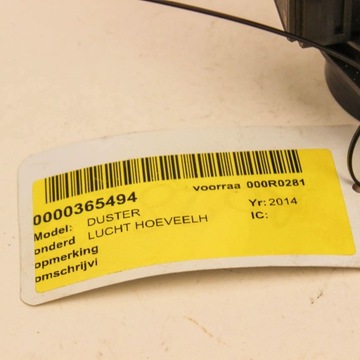 0000365494 Voorraa 000R0281
Model: DUSTER Yr: 2014
onderd LUCHT HOEVEELH IC:
opmerking
omschrijvi